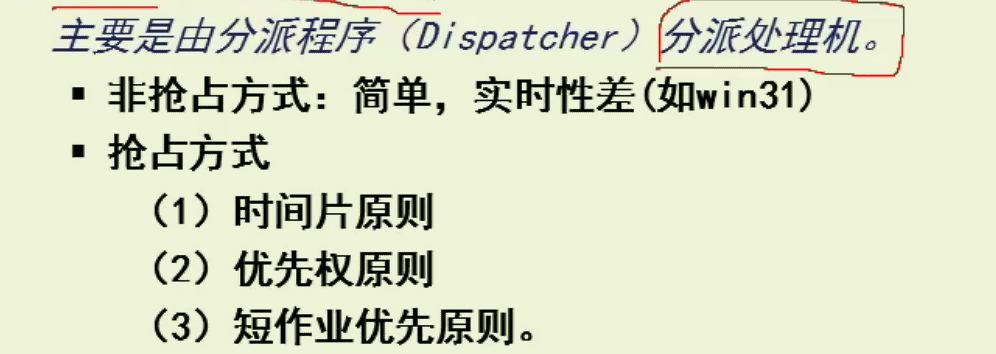 主要是由分派程序（Dispatcher）分派处理机。
▪ 非抢占方式：简单，实时性差(如win31)
▪ 抢占方式
（1）时间片原则
（2）优先权原则
（3）短作业优先原则。